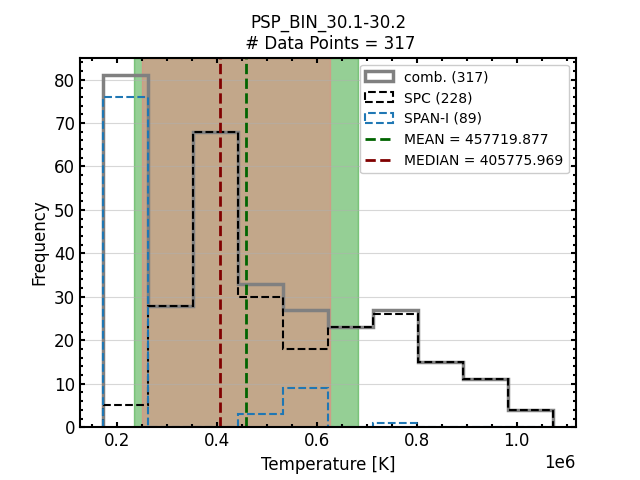 PSP_BIN_30.1-30.2
# Data Points = 317
comb. (317)
SPC (228)
SPAN-I (89)
MEAN = 457719.877
MEDIAN = 405775.969
Frequency
80
70
60
50
40
30
20
10
0
0.2 0.4 0.6 0.8 1.0
1e6
Temperature [K]